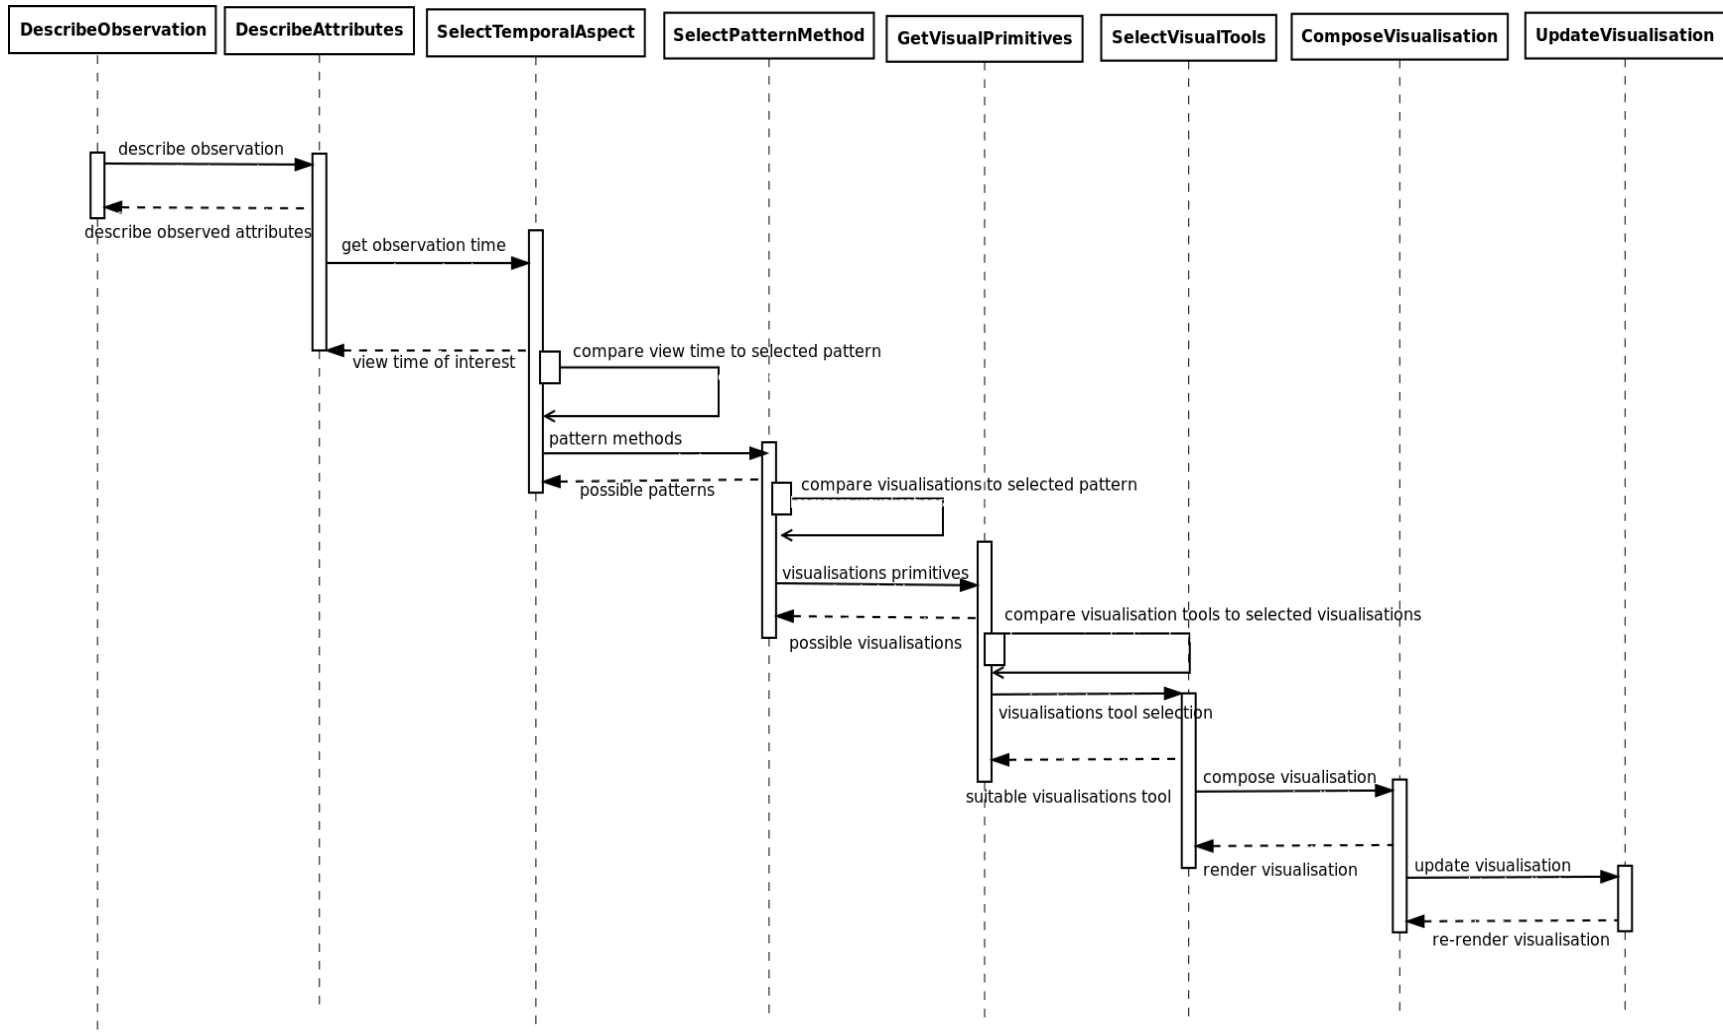 DescribeObservation
DescribeAttributes
SelectTemporalAspect
SelectPatternMethod
GetVisualPrimitives
SelectVisualTools
ComposeVisualisation
UpdateVisualisation
describe observation
describe observed attributes
get observation time
view time of interest
compare view time to selected pattern
pattern methods
possible patterns
compare visualisations to selected pattern
visualisations primitives
possible visualisations
compare visualisation tools to selected visualisations
visualisations tool selection
suitable visualisations tool
compose visualisation
render visualisation
update visualisation
re-render visualisation